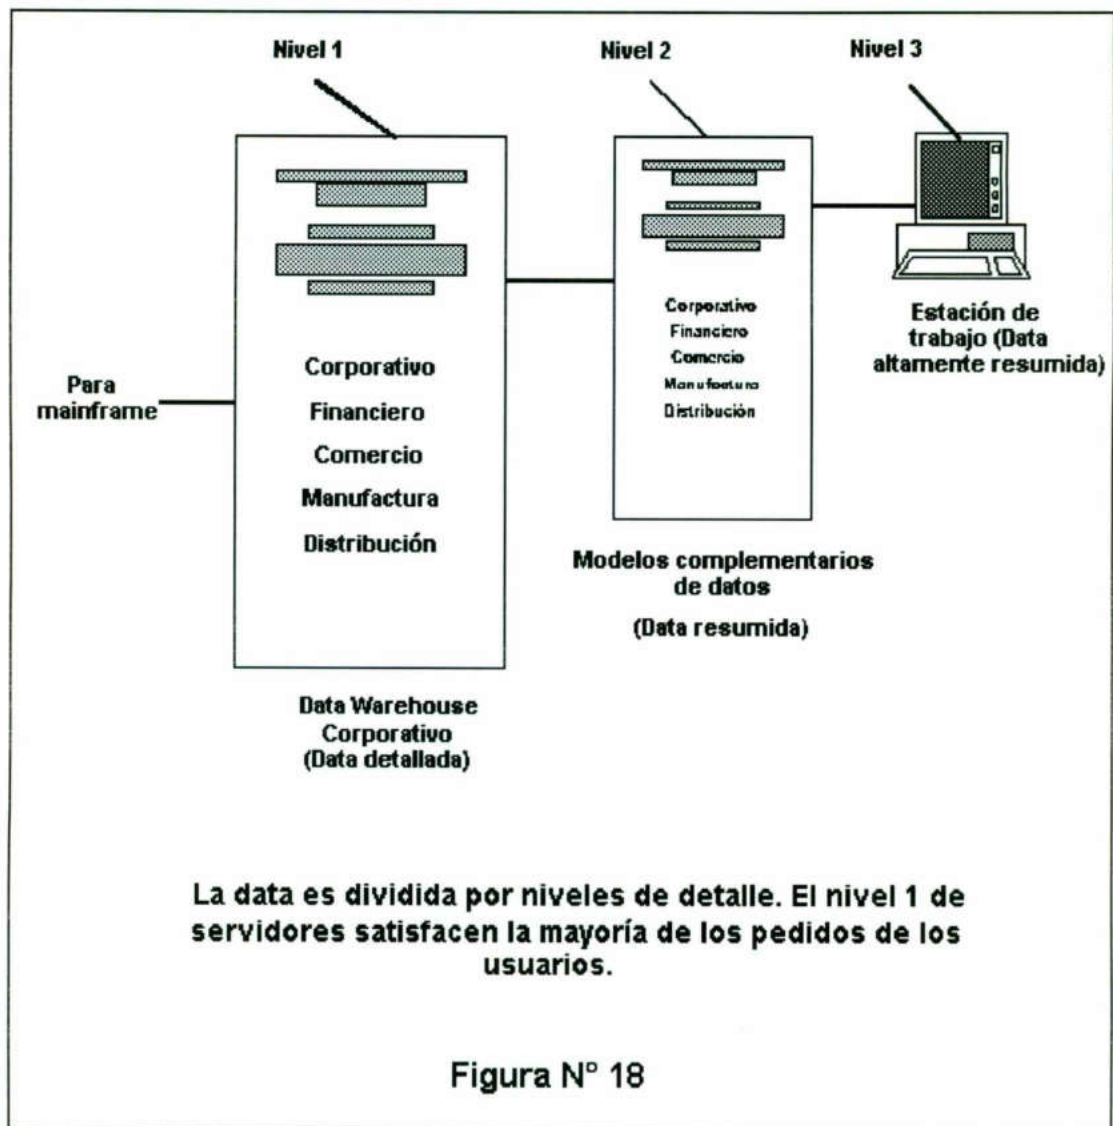 Nivel 1
Nivel 2
Nivel 3
Para
mainframe
Corporativo
Financiero
Comercio
Manufactura
Distribución
Data Warehouse
Corporativo
(Data detallada)
Corporativo
Financiero
Comercio
Manufactura
Distribución
Modelos complementarios
de datos
(Data resumida)
Estación de
trabajo (Data
altamente resumida)
La data es dividida por niveles de detalle. El nivel 1 de
servidores satisfacen la mayoría de los pedidos de los
usuarios.
Figura N° 18